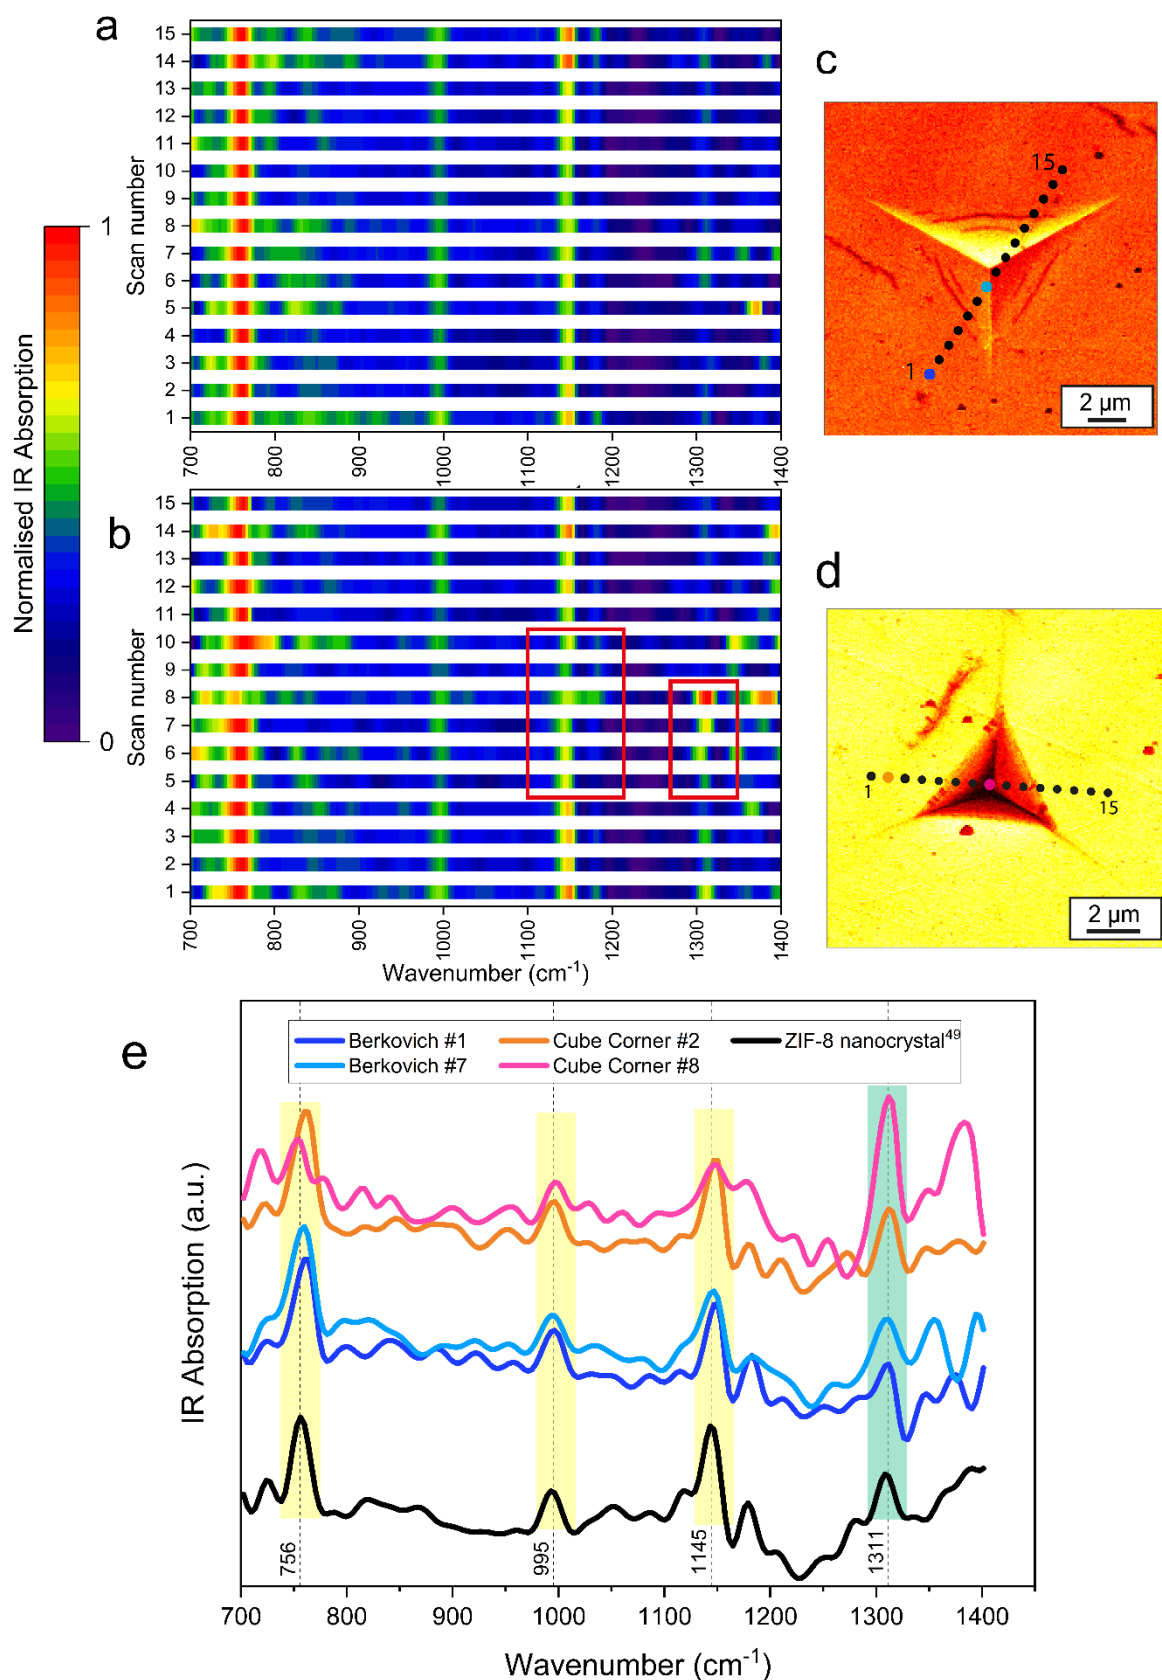 a
15
14
13
12
11
10
9
8
7
6
5
4
3
2
1
Scan number
700
800
900
1000
1100
1200
1300
1400
1
Normalised IR Absorption
0
b
15
14
13
12
11
10
9
8
7
6
5
4
3
2
1
Scan number
700
800
900
1000
1100
1200
1300
1400
Wavenumber (cm⁻¹)
c
15
1
2 µm
d
1
15
2 µm
e
Berkovich #1
Cube Corner #2
ZIF-8 nanocrystal⁴⁹
Berkovich #7
Cube Corner #8
IR Absorption (a.u.)
756
995
1145
1311
700 800 900 1000 1100 1200 1300 1400
Wavenumber (cm⁻¹)